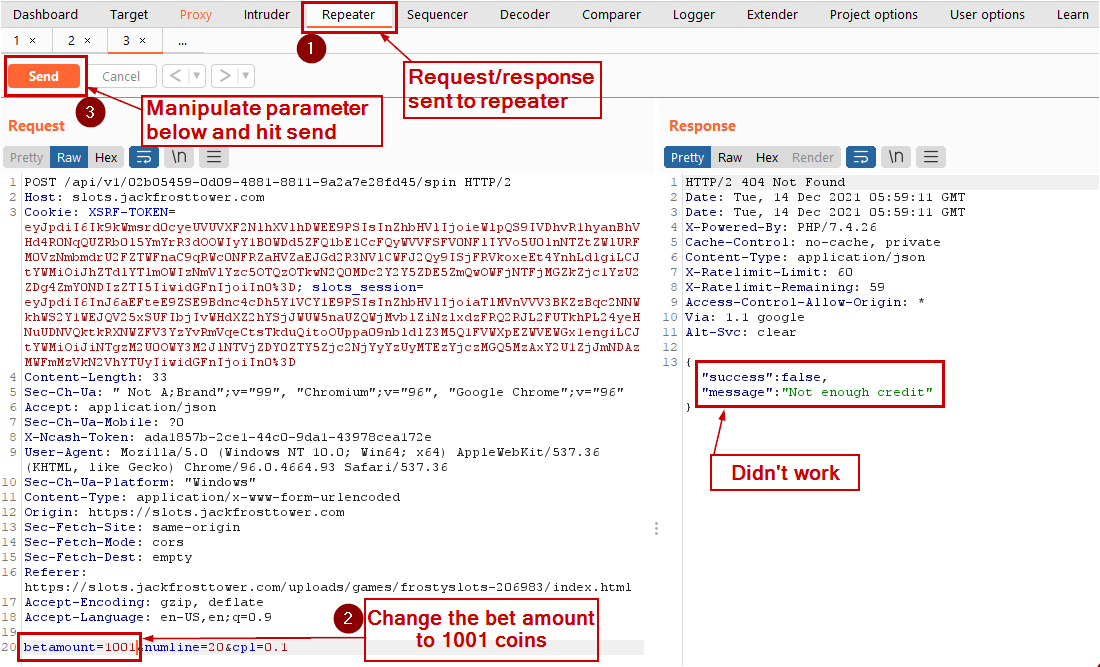 Dashboard Target Proxy Intruder Repeater Sequencer Decoder Comparer Logger Extender Project options User options Learn
1 × 2 × 3 × ...
1
Send Cancel < ▾ > ▾
Request/response
sent to repeater
3
Manipulate parameter
below and hit send
Request
Pretty Raw Hex \n
1 POST /api/v1/02b05459-0d09-4881-8811-9a2a7e28fd45/spin HTTP/2
2 Host: slots.jackfrosttower.com
3 Cookie: XSRF-TOKEN=
slots_session=
4 Content-Length: 33
5 Sec-Ch-Ua: " Not A;Brand";v="99", "Chromium";v="96", "Google Chrome";v="96"
6 Accept: application/json
7 Sec-Ch-Ua-Mobile: ?0
8 X-Ncash-Token: ada1857b-2ce1-44c0-9da1-43978cea172e
9 User-Agent: Mozilla/5.0 (Windows NT 10.0; Win64; x64) AppleWebKit/537.36
(KHTML, like Gecko) Chrome/96.0.4664.93 Safari/537.36
10 Sec-Ch-Ua-Platform: "Windows"
11 Content-Type: application/x-www-form-urlencoded
12 Origin: https://slots.jackfrosttower.com
13 Sec-Fetch-Site: same-origin
14 Sec-Fetch-Mode: cors
15 Sec-Fetch-Dest: empty
16 Referer:
https://slots.jackfrosttower.com/uploads/games/frostyslots-206983/index.html
17 Accept-Encoding: gzip, deflate
18 Accept-Language: en-US,en;q=0.9
19
20 betamount=1001&numline=20&cpl=0.1
2
Change the bet amount
to 1001 coins
Response
Pretty Raw Hex Render \n
1 HTTP/2 404 Not Found
2 Date: Tue, 14 Dec 2021 05:59:11 GMT
3 Date: Tue, 14 Dec 2021 05:59:11 GMT
4 X-Powered-By: PHP/7.4.26
5 Cache-Control: no-cache, private
6 Content-Type: application/json
7 X-Ratelimit-Limit: 60
8 X-Ratelimit-Remaining: 59
9 Access-Control-Allow-Origin: *
10 Via: 1.1 google
11 Alt-Svc: clear
12
13 {
"success":false,
"message":"Not enough credit"
}
Didn't work